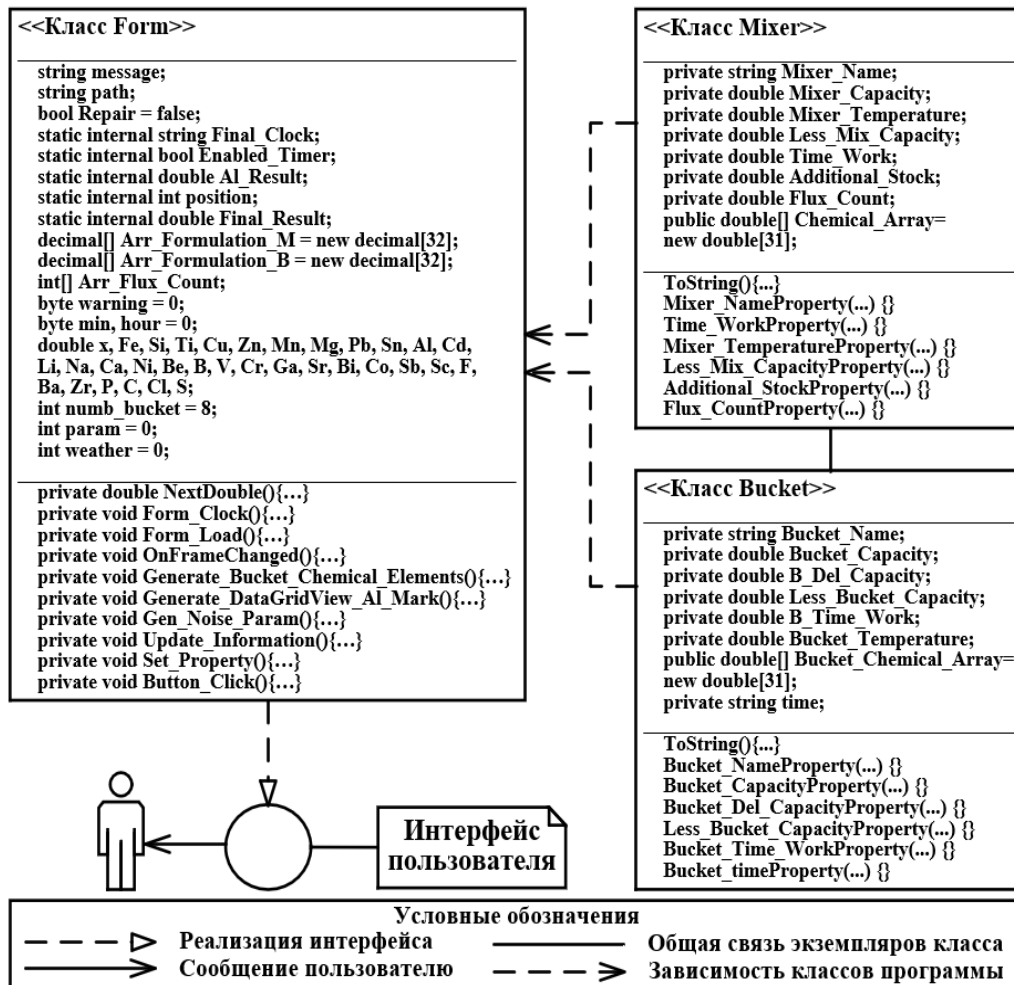 <<Класс Form>>
string message;
string path;
bool Repair = false;
static internal string Final_Clock;
static internal bool Enabled_Timer;
static internal double Al_Result;
static internal int position;
static internal double Final_Result;
decimal[] Arr_Formulation_M = new decimal[32];
decimal[] Arr_Formulation_B = new decimal[32];
int[] Arr_Flux_Count;
byte warning = 0;
byte min, hour = 0;
double x, Fe, Si, Ti, Cu, Zn, Mn, Mg, Pb, Sn, Al, Cd,
Li, Na, Ca, Ni, Be, B, V, Cr, Ga, Sr, Bi, Co, Sb, Sc, F,
Ba, Zr, P, C, Cl, S;
int numb_bucket = 8;
int param = 0;
int weather = 0;
private double NextDouble(){…}
private void Form_Clock(){…}
private void Form_Load(){…}
private void OnFrameChanged(){…}
private void Generate_Bucket_Chemical_Elements(){…}
private void Generate_DataGridView_Al_Mark(){…}
private void Gen_Noise_Param(){…}
private void Update_Information(){…}
private void Set_Property(){…}
private void Button_Click(){…}
<<Класс Mixer>>
private string Mixer_Name;
private double Mixer_Capacity;
private double Mixer_Temperature;
private double Less_Mix_Capacity;
private double Time_Work;
private double Additional_Stock;
private double Flux_Count;
public double[] Chemical_Array=
new double[31];
ToString(){...}
Mixer_NameProperty(...) {}
Time_WorkProperty(...) {}
Mixer_TemperatureProperty(...) {}
Less_Mix_CapacityProperty(...) {}
Additional_StockProperty(...) {}
Flux_CountProperty(...) {}
<<Класс Bucket>>
private string Bucket_Name;
private double Bucket_Capacity;
private double B_Del_Capacity;
private double Less_Bucket_Capacity;
private double B_Time_Work;
private double Bucket_Temperature;
public double[] Bucket_Chemical_Array=
new double[31];
private string time;
ToString(){...}
Bucket_NameProperty(...) {}
Bucket_CapacityProperty(...) {}
Bucket_Del_CapacityProperty(...) {}
Less_Bucket_CapacityProperty(...) {}
Bucket_Time_WorkProperty(...) {}
Bucket_timeProperty(...) {}
Интерфейс
пользователя
Условные обозначения
Реализация интерфейса
Общая связь экземпляров класса
Сообщение пользователю
Зависимость классов программы